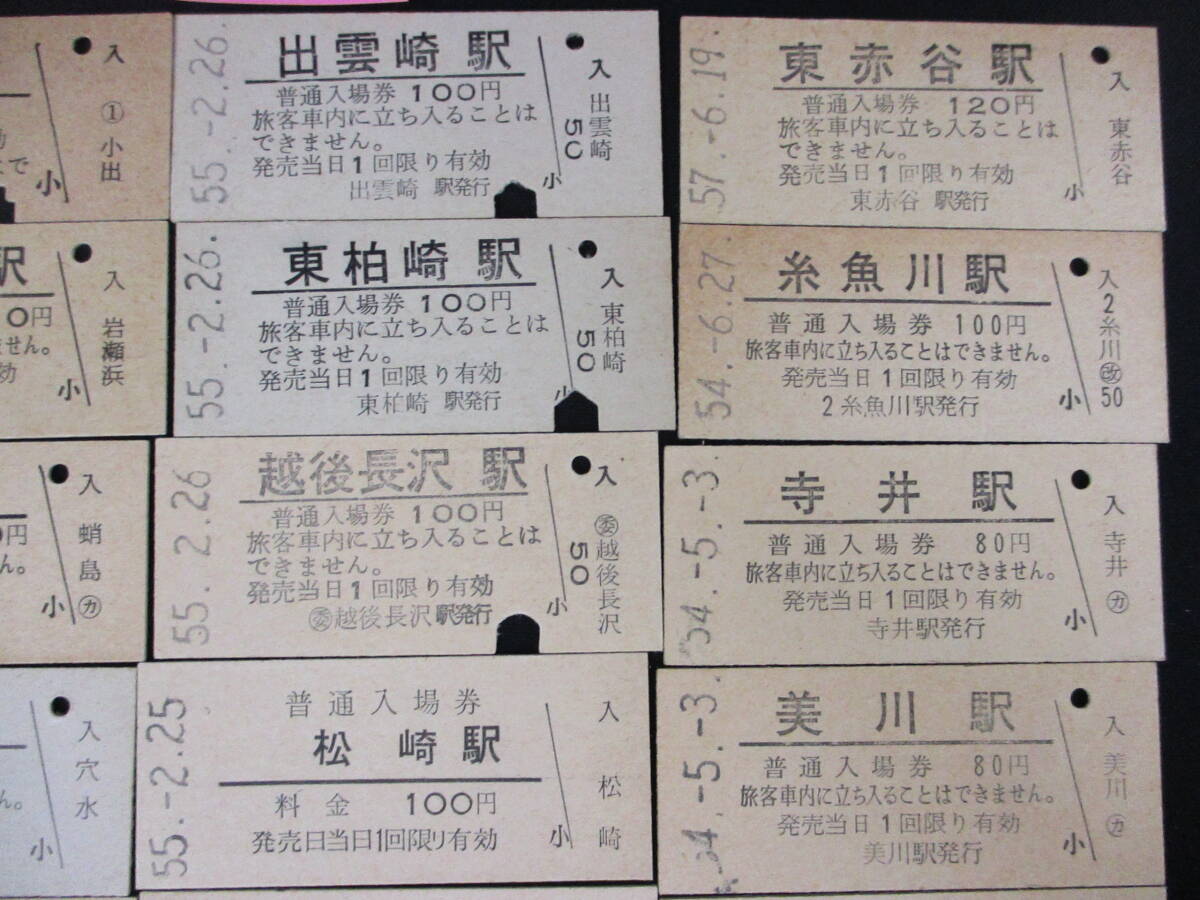 入
①
小出
まで
小
駅
入
岩瀬浜
0円
ません。
効
小
入
蛸島
㋕
円
ん。
小
入
穴水
ん。
小
55.-2.26.
出雲崎駅
普通入場券 100円
旅客車内に立ち入ることは
できません。
発売当日1回限り有効
出雲崎 駅発行
小
入
出雲崎
50
55.-2.26.
東柏崎駅
普通入場券 100円
旅客車内に立ち入ることは
できません。
発売当日1回限り有効
東柏崎 駅発行
小
入
東柏崎
50
55.2.26
越後長沢駅
普通入場券 100円
旅客車内に立ち入ることは
できません。
発売当日1回限り有効
㊤委越後長沢駅発行
小
入
委越後長沢
50
55.-2.25
普通入場券
松崎駅
料金 100円
発売日当日1回限り有効
小
入
松崎
57.-6.19.
東赤谷駅
普通入場券 120円
旅客車内に立ち入ることは
できません。
発売当日1回限り有効
東赤谷 駅発行
小
入
東赤谷
54.-6.27.
糸魚川駅
普通入場券 100円
旅客車内に立ち入ることはできません。
発売当日1回限り有効
2糸魚川駅発行
小
入
2
糸川
改
50
54.-5.-3.
寺井駅
普通入場券 80円
旅客車内に立ち入ることはできません。
発売当日1回限り有効
寺井駅発行
小
入
寺井
㋕
54.-5.-3.
美川駅
普通入場券 80円
旅客車内に立ち入ることはできません。
発売当日1回限り有効
美川駅発行
小
入
美川
㋕